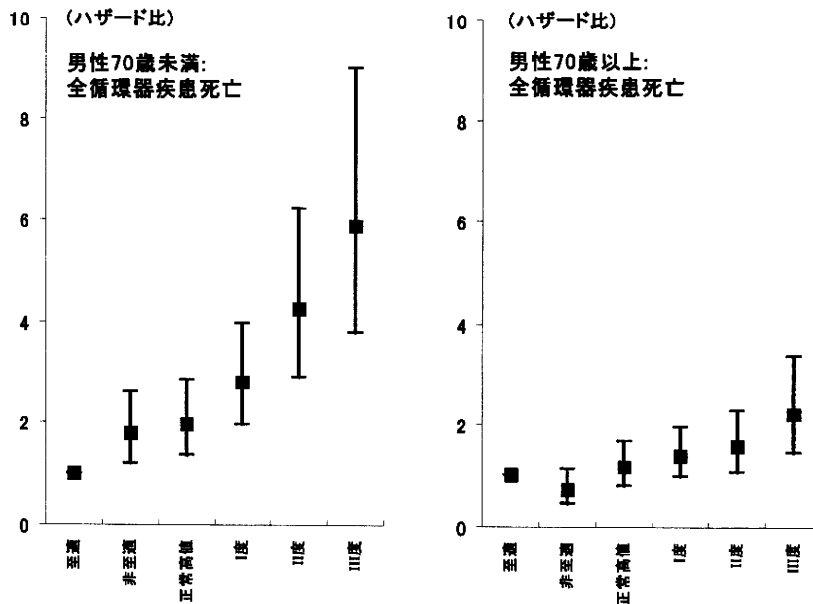 (ハザード比)
男性70歳未満:
全循環器疾患死亡
10
8
6
4
2
0
至適
非至適
正常高値
I度
II度
III度
(ハザード比)
男性70歳以上:
全循環器疾患死亡
10
8
6
4
2
0
至適
非至適
正常高値
I度
II度
III度